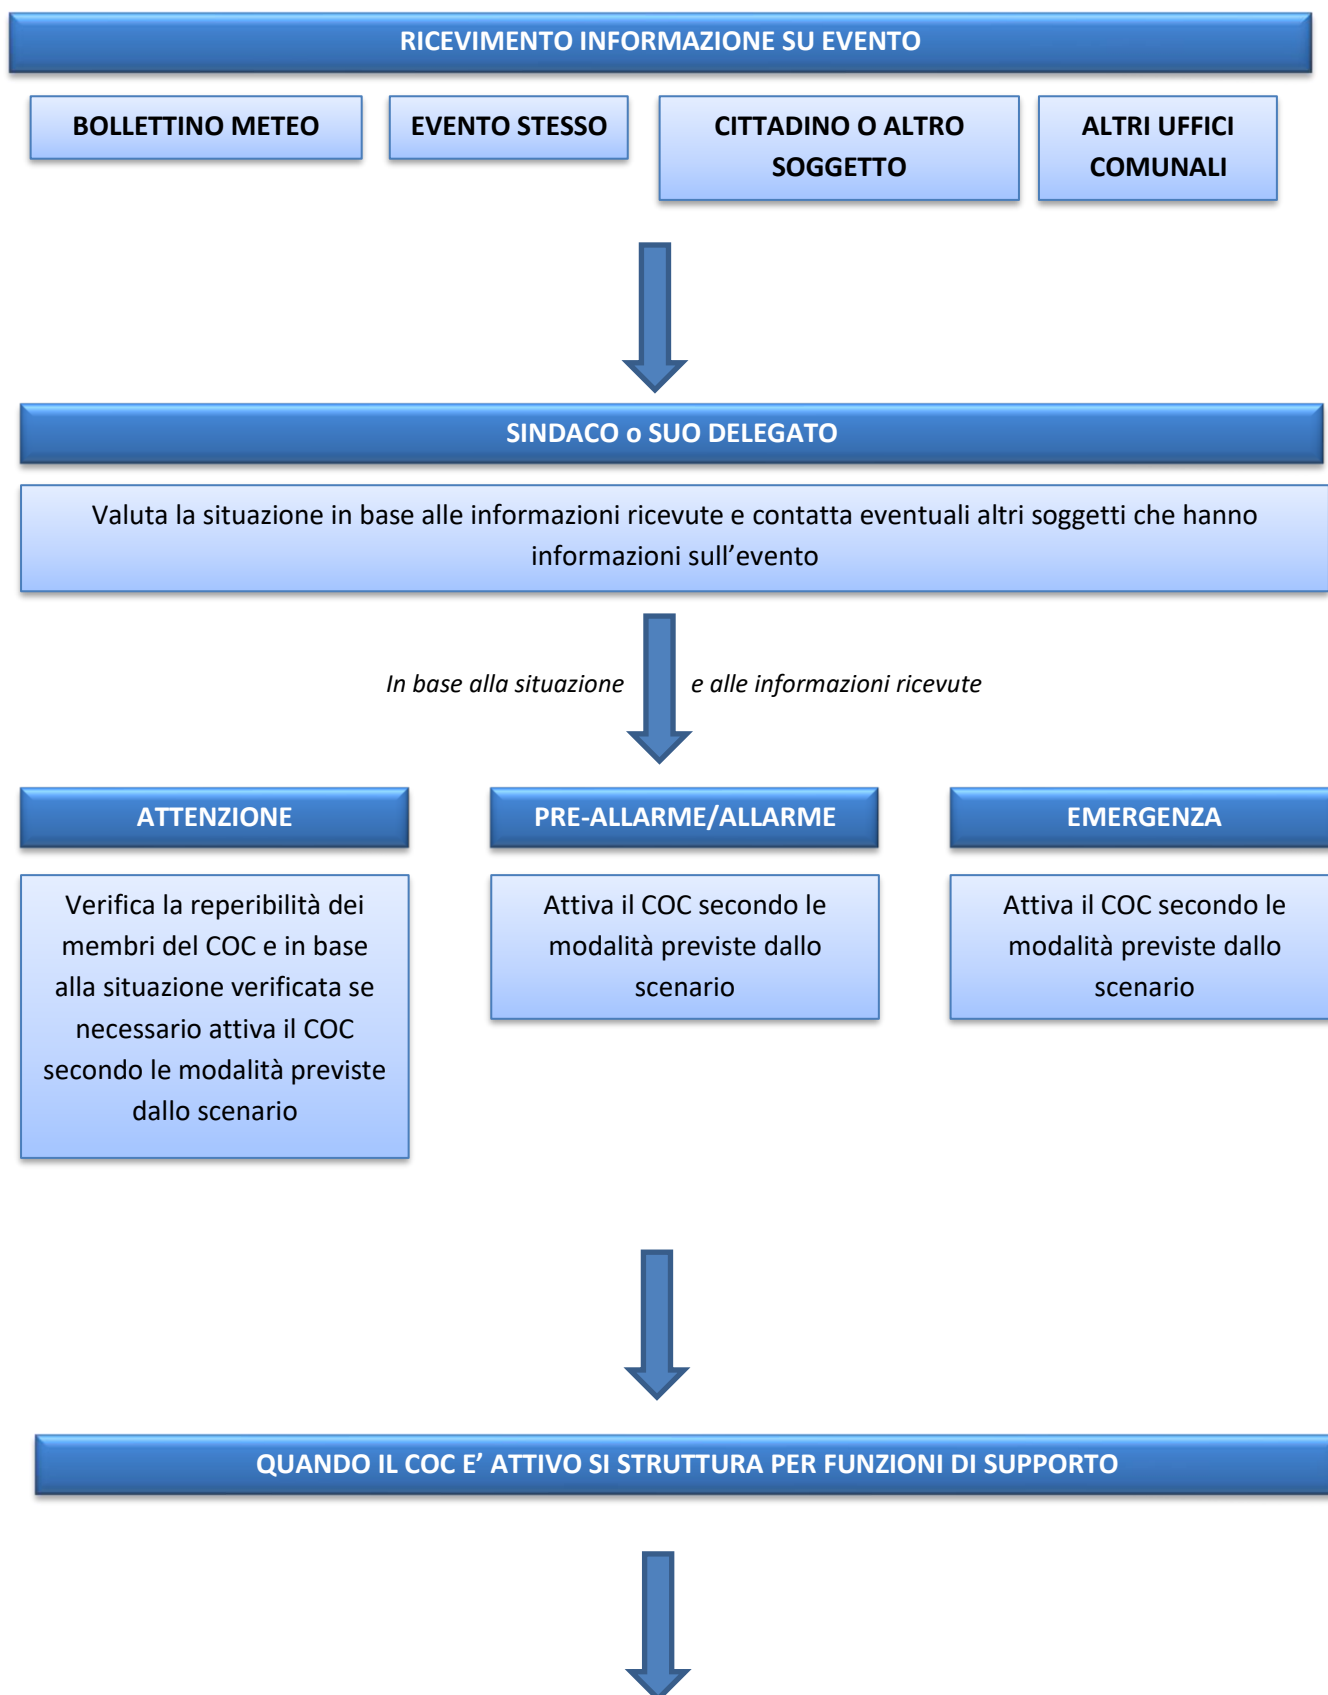 RICEVIMENTO INFORMAZIONE SU EVENTO
BOLLETTINO METEO
EVENTO STESSO
CITTADINO O ALTRO
SOGGETTO
ALTRI UFFICI
COMUNALI
SINDACO o SUO DELEGATO
Valuta la situazione in base alle informazioni ricevute e contatta eventuali altri soggetti che hanno
informazioni sull’evento
In base alla situazione e alle informazioni ricevute
ATTENZIONE
Verifica la reperibilità dei
membri del COC e in base
alla situazione verificata se
necessario attiva il COC
secondo le modalità previste
dallo scenario
PRE-ALLARME/ALLARME
Attiva il COC secondo le
modalità previste dallo
scenario
EMERGENZA
Attiva il COC secondo le
modalità previste dallo
scenario
QUANDO IL COC E’ ATTIVO SI STRUTTURA PER FUNZIONI DI SUPPORTO